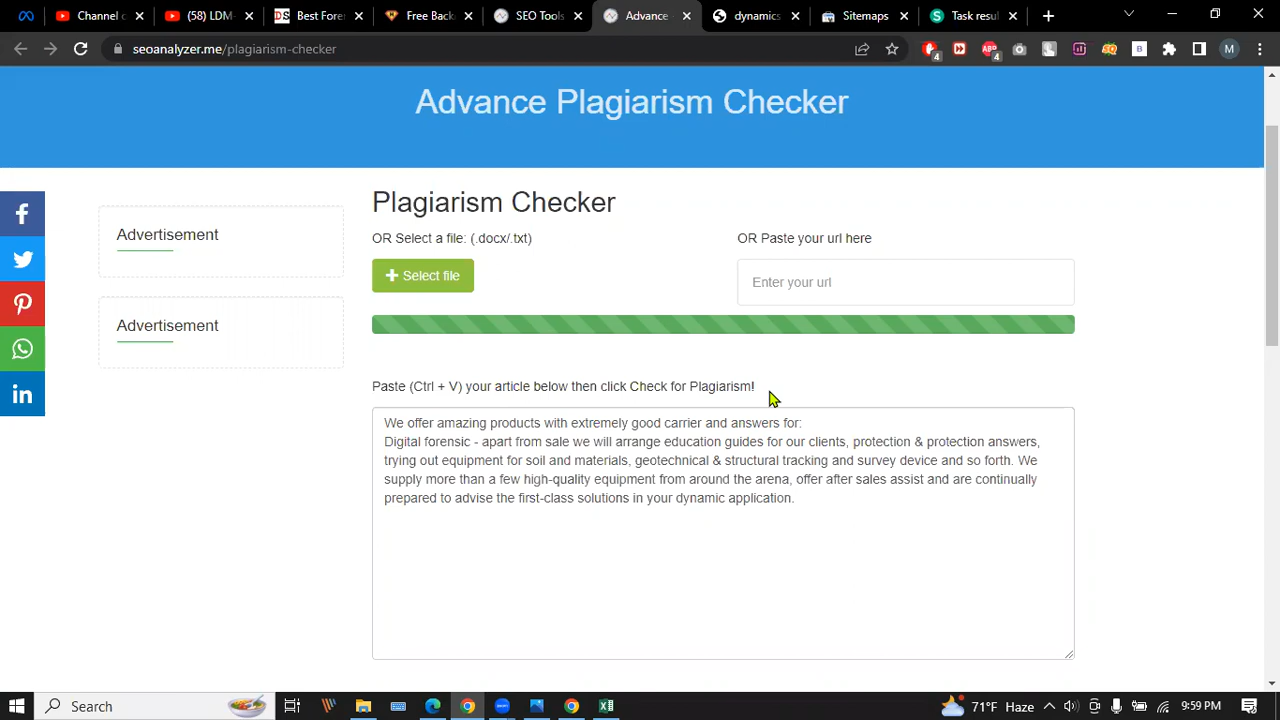 Channel c
(58) LDM-
DS Best Forer
Free Back
SEO Tools
Advance
dynamics
Sitemaps
Task resul
seoanalyzer.me/plagiarism-checker
4
ABP
4
SQ
B
M
Advance Plagiarism Checker
Plagiarism Checker
Advertisement
OR Select a file: (.docx/.txt)
OR Paste your url here
Select file
Enter your url
Advertisement
Paste (Ctrl + V) your article below then click Check for Plagiarism!
We offer amazing products with extremely good carrier and answers for:
Digital forensic - apart from sale we will arrange education guides for our clients, protection & protection answers,
trying out equipment for soil and materials, geotechnical & structural tracking and survey device and so forth. We
supply more than a few high-quality equipment from around the arena, offer after sales assist and are continually
prepared to advise the first-class solutions in your dynamic application.
Search
71°F Haze
9:59 PM